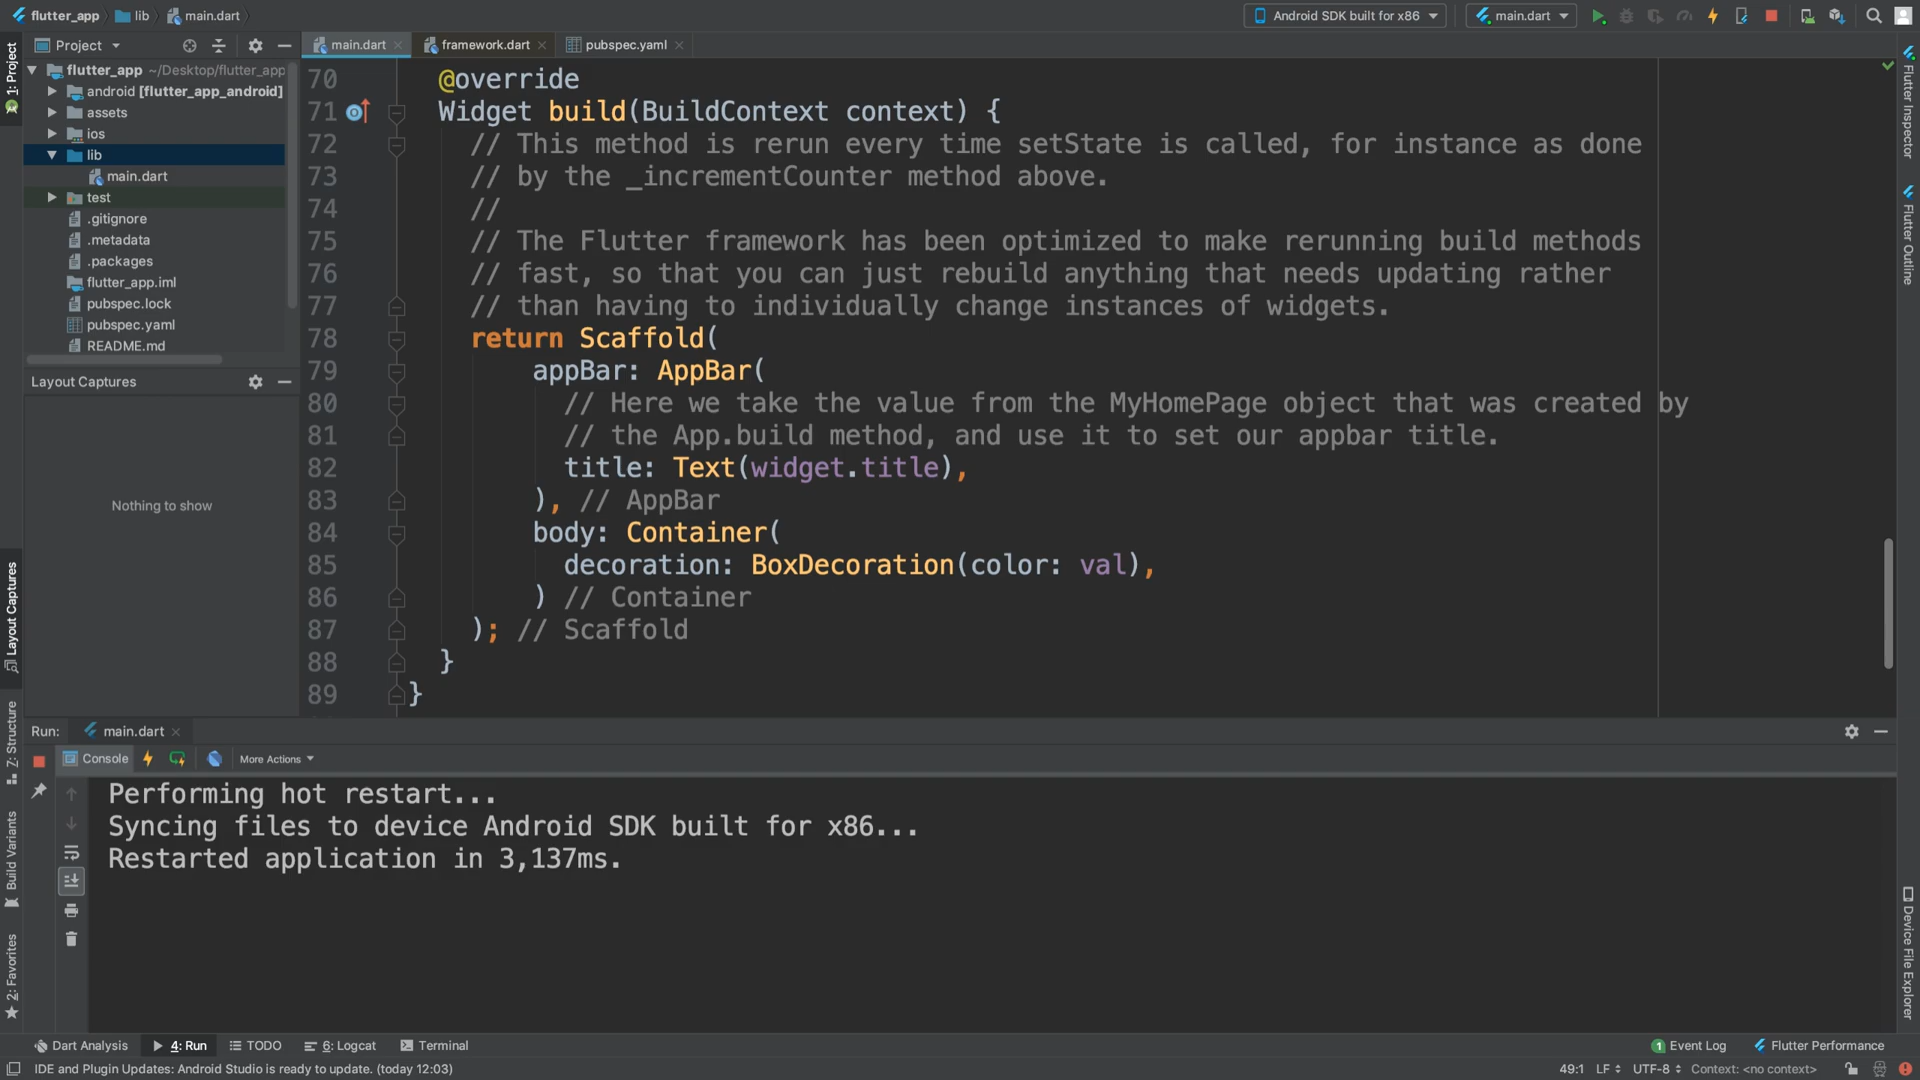 flutter_app lib main.dart Android SDK built for x86 main.dart
1: Project
Project
main.dart
framework.dart
pubspec.yaml
flutter_app ~/Desktop/flutter_app
android [flutter_app_android]
assets
ios
lib
main.dart
test
.gitignore
.metadata
.packages
flutter_app.iml
pubspec.lock
pubspec.yaml
README.md
Layout Captures
Nothing to show
Layout Captures
Z: Structure
Build Variants
2: Favorites
70 @override
71 Widget build(BuildContext context) {
72 // This method is rerun every time setState is called, for instance as done
73 // by the _incrementCounter method above.
74 //
75 // The Flutter framework has been optimized to make rerunning build methods
76 // fast, so that you can just rebuild anything that needs updating rather
77 // than having to individually change instances of widgets.
78 return Scaffold(
79 appBar: AppBar(
80 // Here we take the value from the MyHomePage object that was created by
81 // the App.build method, and use it to set our appbar title.
82 title: Text(widget.title),
83 ), // AppBar
84 body: Container(
85 decoration: BoxDecoration(color: val),
86 ) // Container
87 ); // Scaffold
88 }
89 }
Flutter Inspector
Flutter Outline
Device File Explorer
Run: main.dart
Console More Actions
Performing hot restart...
Syncing files to device Android SDK built for x86...
Restarted application in 3,137ms.
Dart Analysis 4: Run TODO 6: Logcat Terminal 1 Event Log Flutter Performance
IDE and Plugin Updates: Android Studio is ready to update. (today 12:03) 49:1 LF UTF-8 Context: <no context>